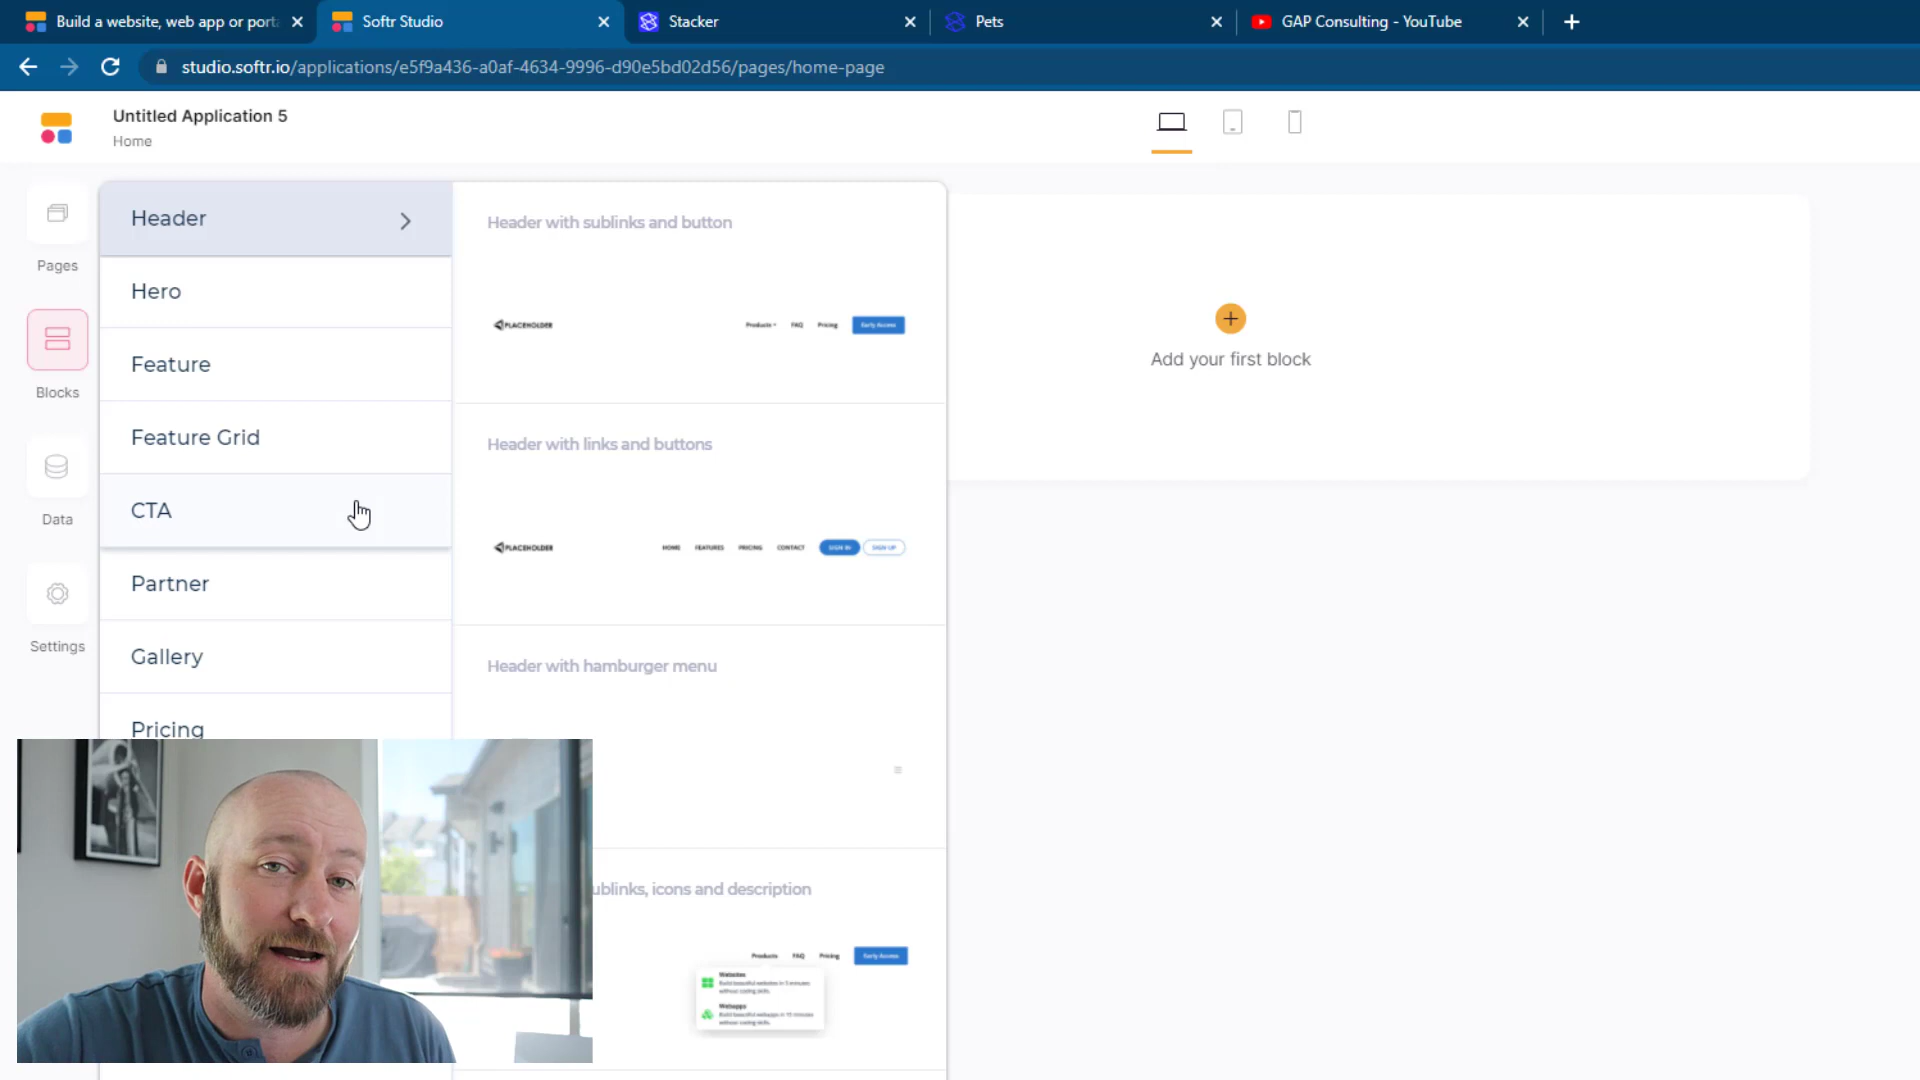 Build a website, web app or porta
Softr Studio
Stacker
Pets
GAP Consulting - YouTube
studio.softr.io/applications/e5f9a436-a0af-4634-9996-d90e5bd02d56/pages/home-page
Untitled Application 5
Home
Pages
Blocks
Data
Settings
Header
Hero
Feature
Feature Grid
CTA
Partner
Gallery
Pricing
Header with sublinks and button
PLACEHOLDER
Products
FAQ
Pricing
Early Access
Header with links and buttons
PLACEHOLDER
HOME
FEATURES
PRICING
CONTACT
SIGN IN
SIGN UP
Header with hamburger menu
ublinks, icons and description
Products
FAQ
Pricing
Early Access
Websites
Build beautiful websites in 5 minutes
without coding skills.
Webapps
Build beautiful webapps in 15 minutes
without coding skills.
Add your first block